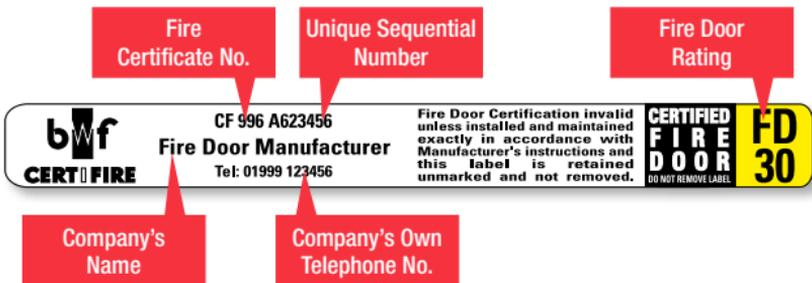 Fire
Certificate No.
Unique Sequential
Number
Fire Door
Rating
bwf
CERTIFIRE
CF 996 A623456
Fire Door Manufacturer
Tel: 01999 123456
Fire Door Certification invalid
unless installed and maintained
exactly in accordance with
Manufacturer's instructions and
this label is retained
unmarked and not removed.
CERTIFIED
FIRE
DOOR
DO NOT REMOVE LABEL
FD
30
Company's
Name
Company's Own
Telephone No.